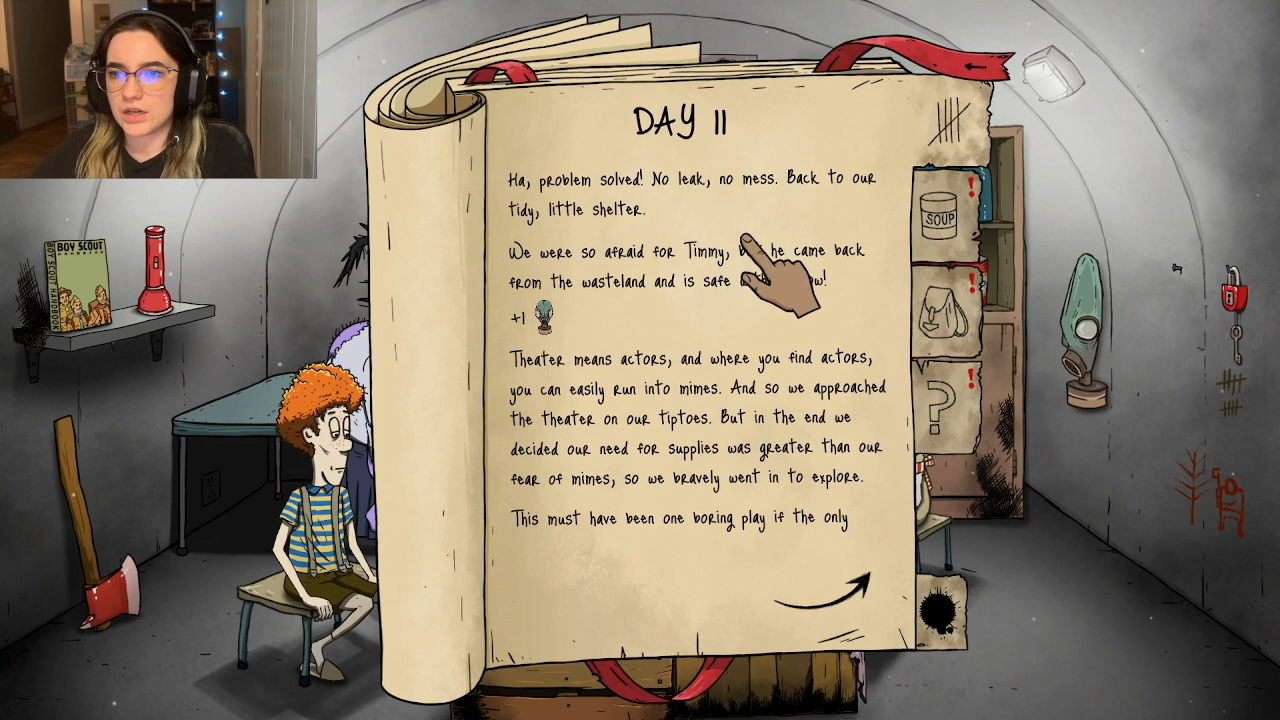 DAY 11
Ha, problem solved! No leak, no mess. Back to our
tidy, little shelter.
We were so afraid for Timmy, he came back
from the wasteland and is safe
+1
Theater means actors, and where you find actors,
you can easily run into mimes. And so we approached
the theater on our tiptoes. But in the end we
decided our need for supplies was greater than our
fear of mimes, so we bravely went in to explore.
This must have been one boring play if the only
SOUP
!
!
!
?
BOY SCOUT
BOY SCOUT HANDBOOK